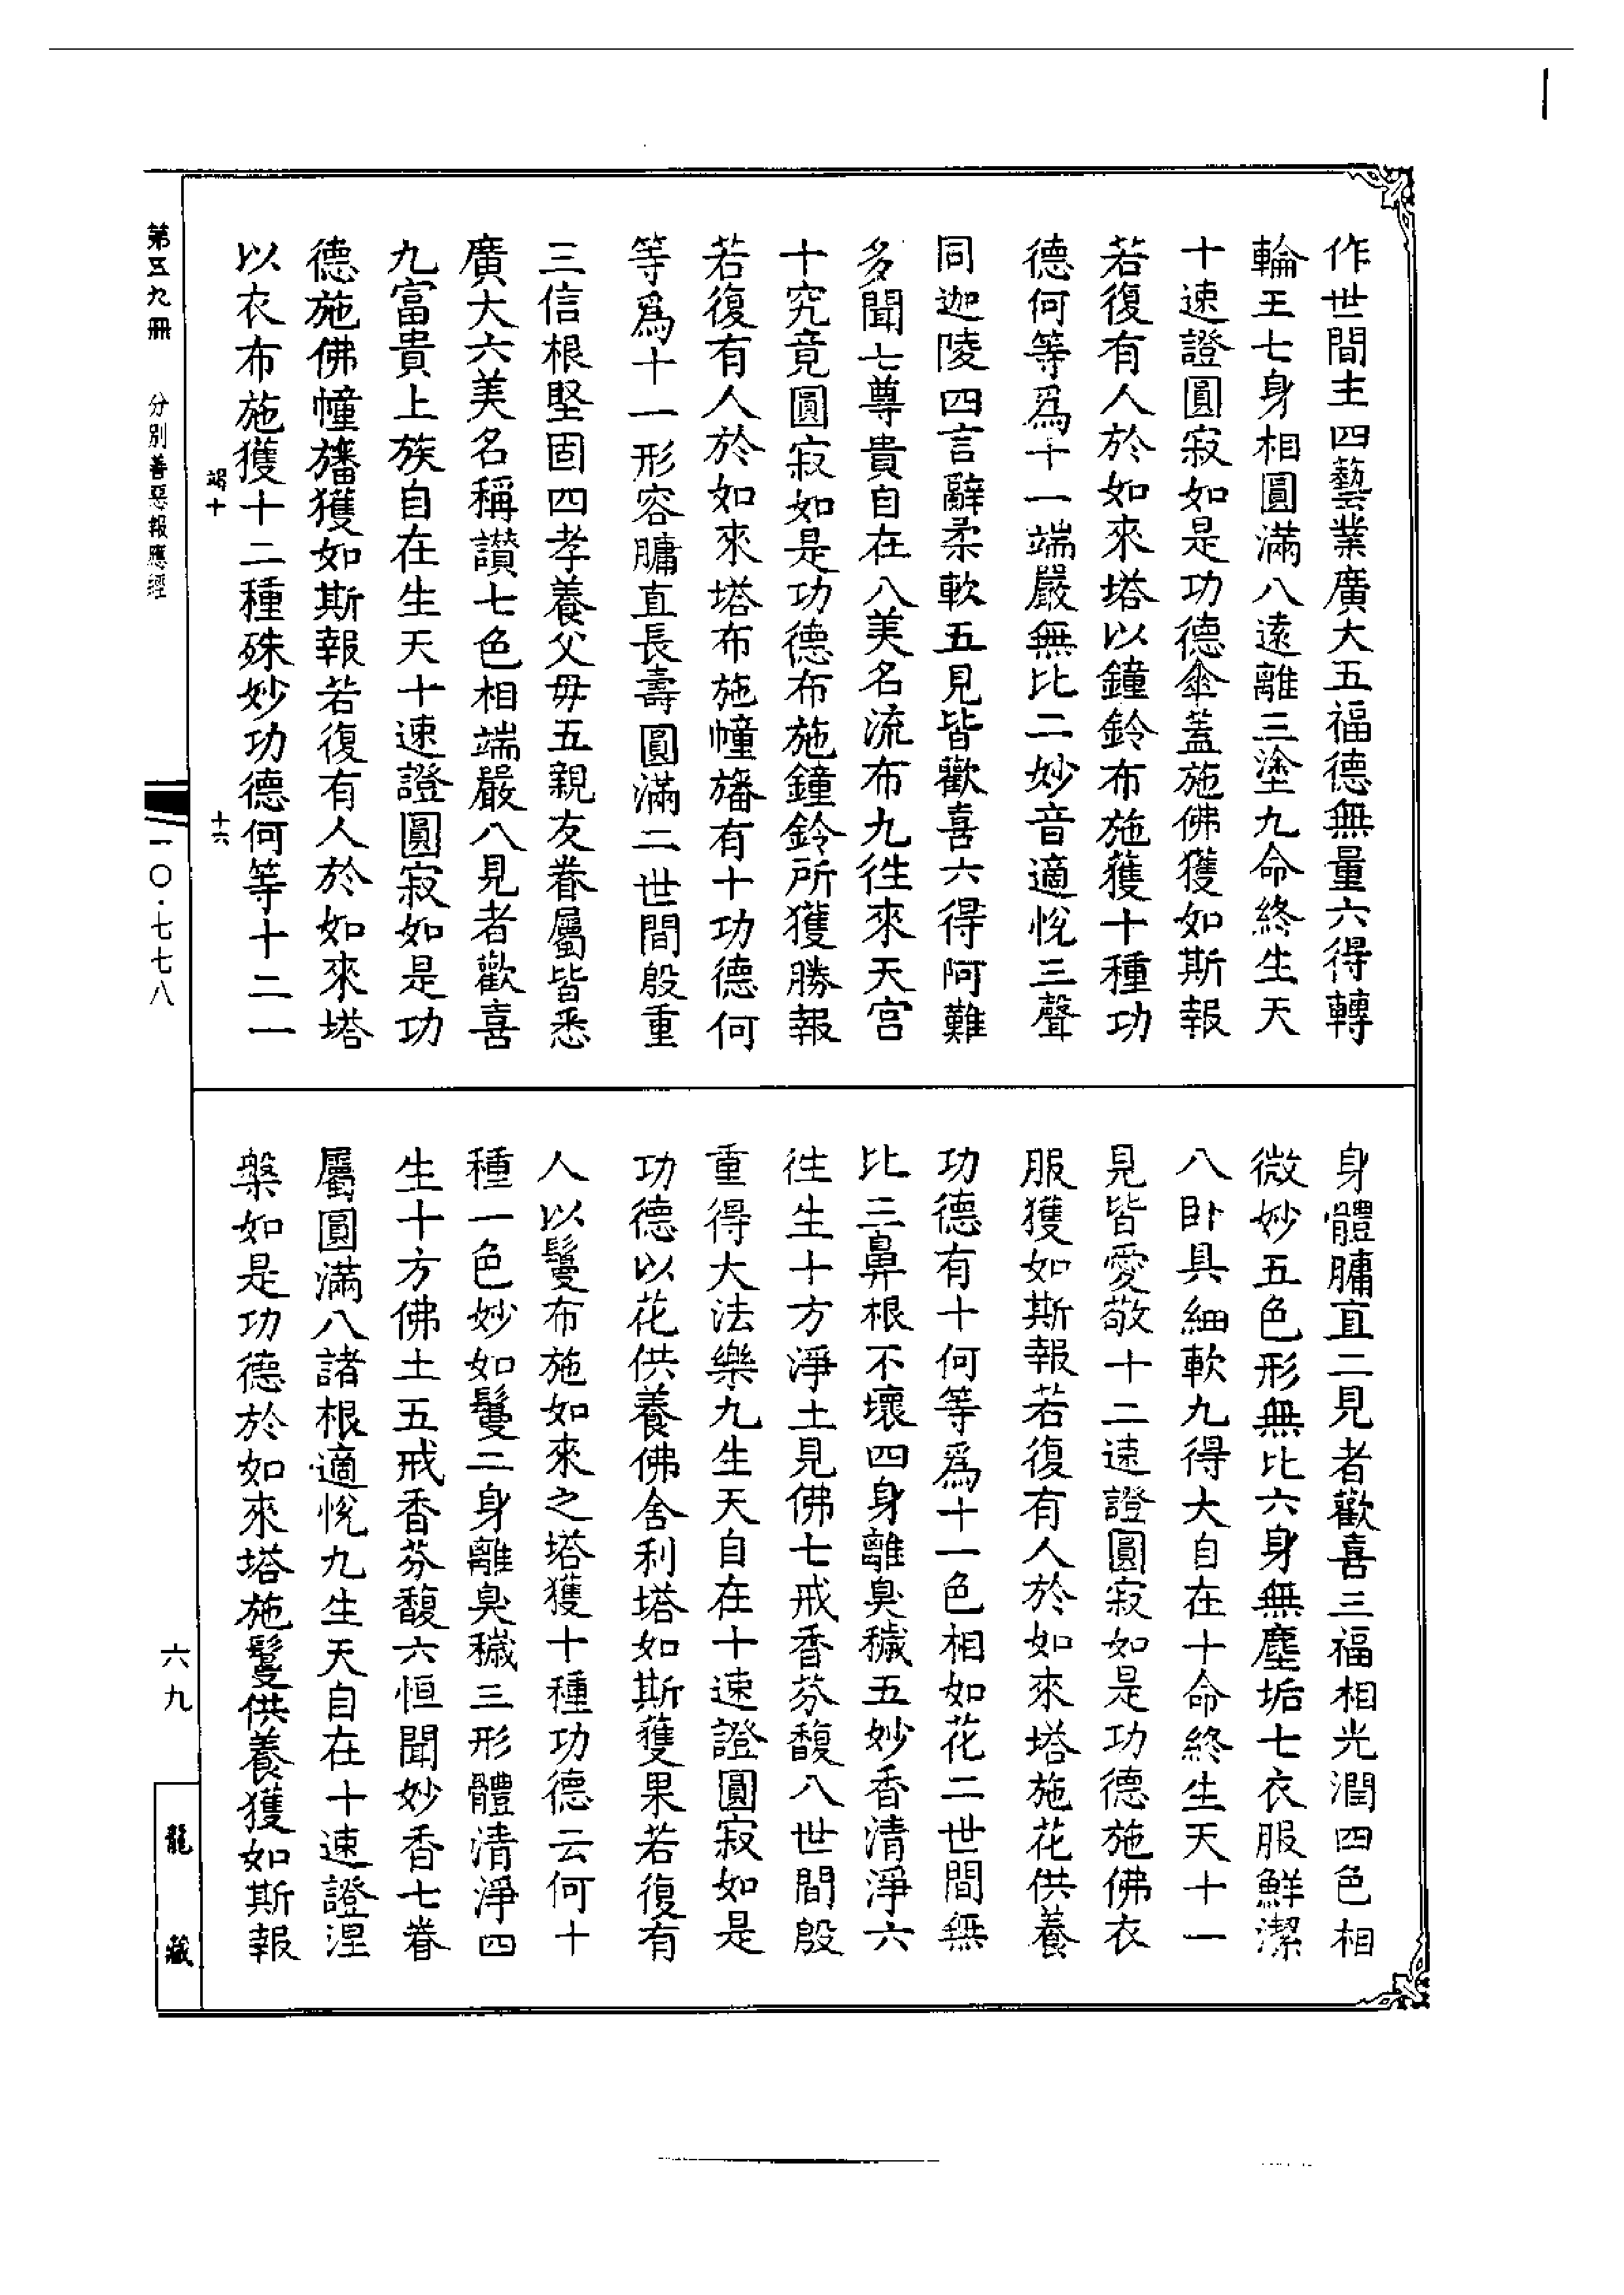 作世間主四藝業廣大五福德無量六得轉
輪王七身相圓滿八遠離三塗九命終生天
十速證圓寂如是功德傘蓋施佛獲如斯報
若復有人於如來塔以鐘鈴布施獲十種功
德何等爲十一端嚴無比二妙音適悅三聲
同迦陵四言辭柔軟五見皆歡喜六得阿難
多聞七尊貴自在八美名流布九徃來天宮
十究竟圓寂如是功德布施鐘鈴所獲勝報
若復有人於如來塔布施幢旛有十功德何
等爲十一形容𦟛直長壽圓滿二世間殷重
三信根堅固四孝養父母五親友眷屬皆悉
廣大六美名稱讃七色相端嚴八見者歡喜
九富貴上族自在生天十速證圓寂如是功
德施佛幢旛獲如斯報若復有人於如來塔
以衣布施獲十二種殊妙功德何等十二一
竭十
十六
身體𦟛直二見者歡喜三福相光潤四色相
微妙五色形無比六身無塵垢七衣服鮮潔
八卧具細軟九得大自在十命終生天十一
見皆愛敬十二速證圓寂如是功德施佛衣
服獲如斯報若復有人於如來塔施花供養
功德有十何等爲十一色相如花二世間無
比三鼻根不壞四身離臭穢五妙香清淨六
徃生十方淨土見佛七戒香芬馥八世間殷
重得大法樂九生天自在十速證圓寂如是
功德以花供養佛舍利塔如斯獲果若復有
人以鬘布施如來之塔獲十種功德云何十
種一色妙如鬘二身離臭穢三形體清淨四
生十方佛土五戒香芬馥六恒聞妙香七眷
屬圓滿八諸根適悅九生天自在十速證涅
槃如是功德於如來塔施鬘供養獲如斯報
第五九冊
分別善惡報應經
一〇·七七八
六九
龍藏